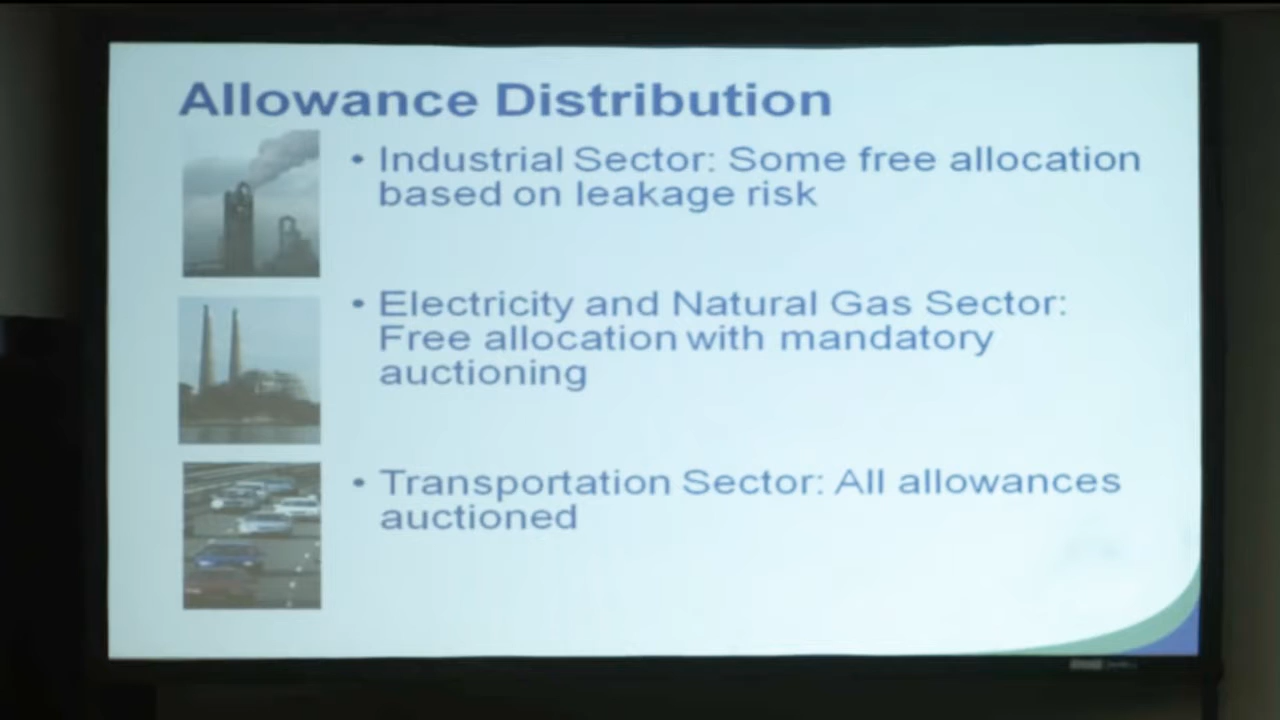 Allowance Distribution
• Industrial Sector: Some free allocation
based on leakage risk
• Electricity and Natural Gas Sector:
Free allocation with mandatory
auctioning
• Transportation Sector: All allowances
auctioned